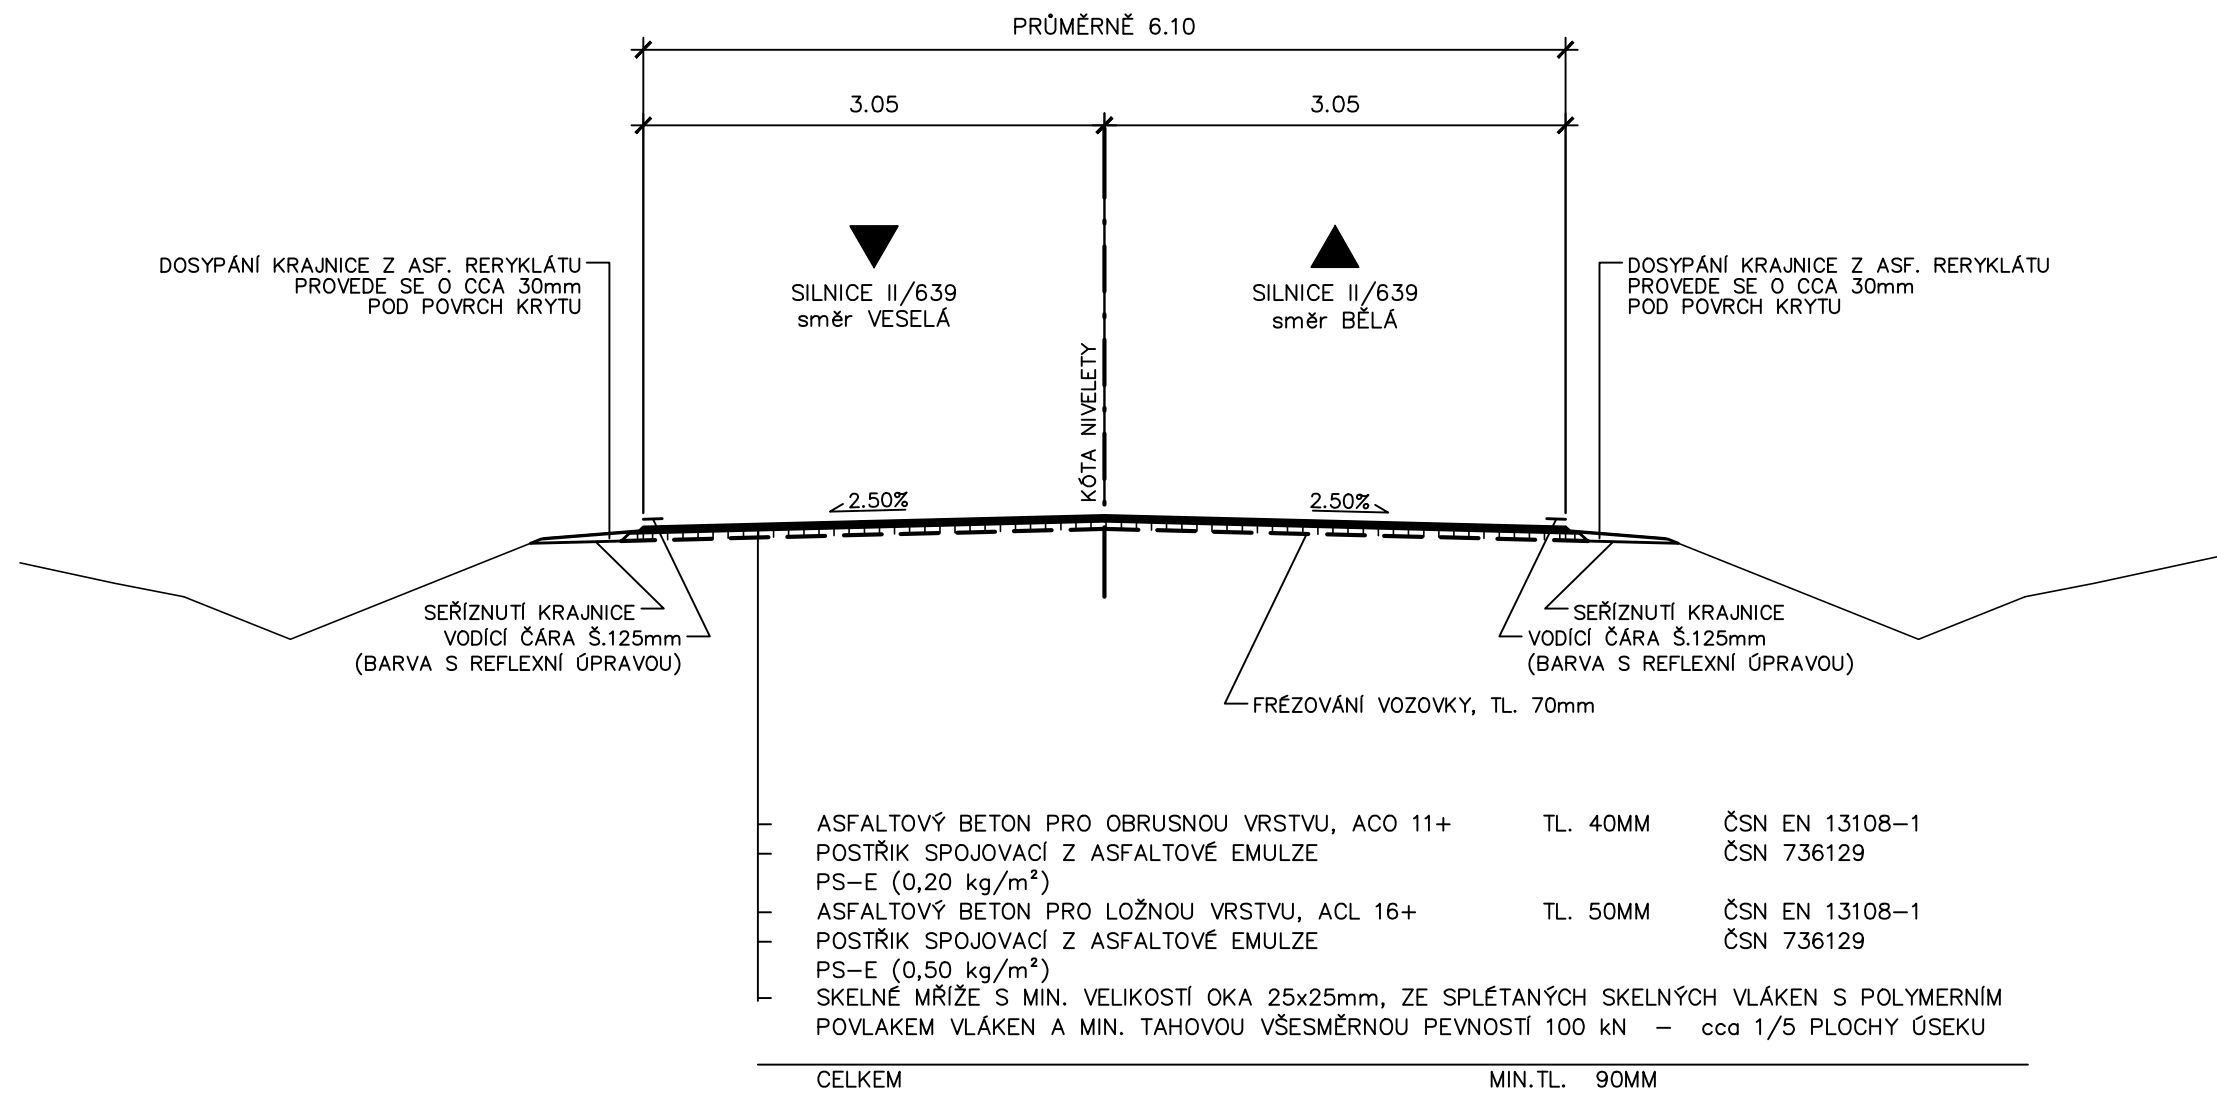 PRŮMĚRNĚ 6.10
3.05
3.05
DOSYPÁNÍ KRAJNICE Z ASF. RERYKLÁTU
PROVEDE SE O CCA 30mm
POD POVRCH KRYTU
SILNICE II/639
směr VESELÁ
SILNICE II/639
směr BĚLÁ
DOSYPÁNÍ KRAJNICE Z ASF. RERYKLÁTU
PROVEDE SE O CCA 30mm
POD POVRCH KRYTU
KÓTA NIVELETY
2.50%
2.50%
SEŘÍZNUTÍ KRAJNICE
VODÍCÍ ČÁRA Š.125mm
(BARVA S REFLEXNÍ ÚPRAVOU)
SEŘÍZNUTÍ KRAJNICE
VODÍCÍ ČÁRA Š.125mm
(BARVA S REFLEXNÍ ÚPRAVOU)
FRÉZOVÁNÍ VOZOVKY, TL. 70mm
ASFALTOVÝ BETON PRO OBRUSNOU VRSTVU, ACO 11+ TL. 40MM ČSN EN 13108-1
POSTŘIK SPOJOVACÍ Z ASFALTOVÉ EMULZE ČSN 736129
PS-E (0,20 kg/m²)
ASFALTOVÝ BETON PRO LOŽNOU VRSTVU, ACL 16+ TL. 50MM ČSN EN 13108-1
POSTŘIK SPOJOVACÍ Z ASFALTOVÉ EMULZE ČSN 736129
PS-E (0,50 kg/m²)
SKELNÉ MŘÍŽE S MIN. VELIKOSTÍ OKA 25x25mm, ZE SPLÉTANÝCH SKELNÝCH VLÁKEN S POLYMERNÍM
POVLAKEM VLÁKEN A MIN. TAHOVOU VŠESMĚRNOU PEVNOSTÍ 100 kN - cca 1/5 PLOCHY ÚSEKU
CELKEM MIN.TL. 90MM